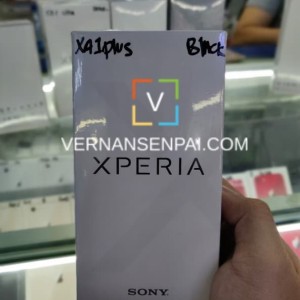 XA1plus Black
V
VERNANSENPAI.COM
XPERIA
SONY